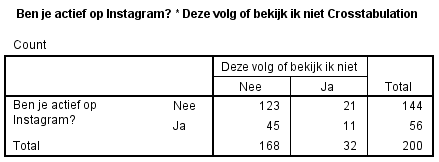 Ben je actief op Instagram? * Deze volg of bekijk ik niet Crosstabulation
Count
Deze volg of bekijk ik niet
Nee Ja Total
Ben je actief op Instagram? Nee 123 21 144
Ja 45 11 56
Total 168 32 200